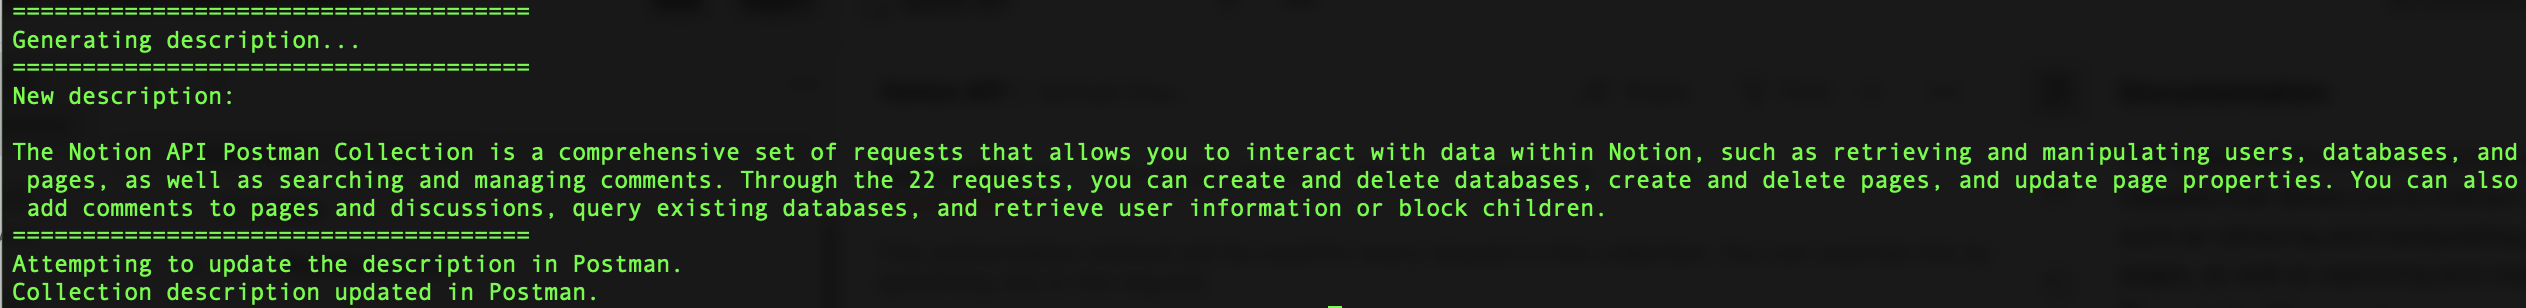 =====================================
Generating description...
=====================================
New description:
The Notion API Postman Collection is a comprehensive set of requests that allows you to interact with data within Notion, such as retrieving and manipulating users, databases, and
pages, as well as searching and managing comments. Through the 22 requests, you can create and delete databases, create and delete pages, and update page properties. You can also
add comments to pages and discussions, query existing databases, and retrieve user information or block children.
=====================================
Attempting to update the description in Postman.
Collection description updated in Postman.